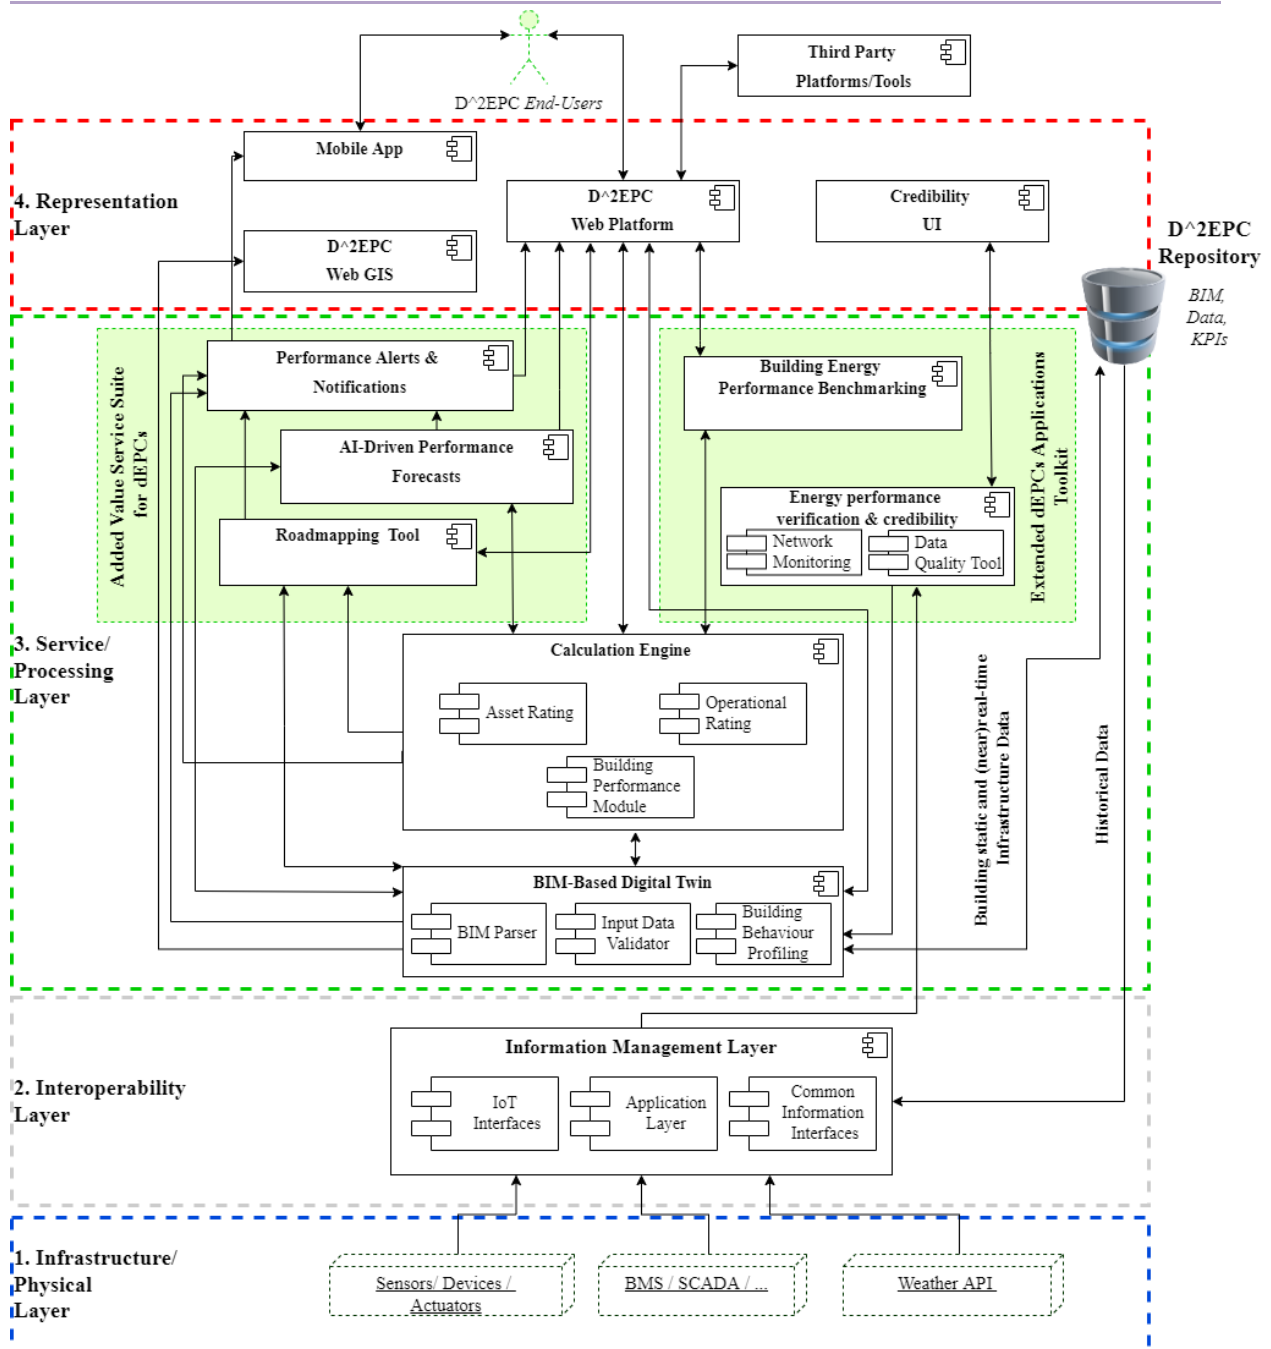 Third Party
Platforms/Tools
D^2EPC End-Users
Mobile App
4. Representation
Layer
D^2EPC
Web Platform
Credibility
UI
D^2EPC
Web GIS
D^2EPC
Repository
BIM,
Data,
KPIs
Added Value Service Suite
for dEPCs
Performance Alerts &
Notifications
AI-Driven Performance
Forecasts
Roadmapping Tool
Building Energy
Performance Benchmarking
Energy performance
verification & credibility
Network
Monitoring
Data
Quality Tool
Extended dEPCs Applications
Toolkit
3. Service/
Processing
Layer
Calculation Engine
Asset Rating
Operational
Rating
Building
Performance
Module
Building static and (near)real-time
Infrastructure Data
Historical Data
BIM-Based Digital Twin
BIM Parser
Input Data
Validator
Building
Behaviour
Profiling
2. Interoperability
Layer
Information Management Layer
IoT
Interfaces
Application
Layer
Common
Information
Interfaces
1. Infrastructure/
Physical
Layer
Sensors/ Devices /
Actuators
BMS / SCADA / ...
Weather API